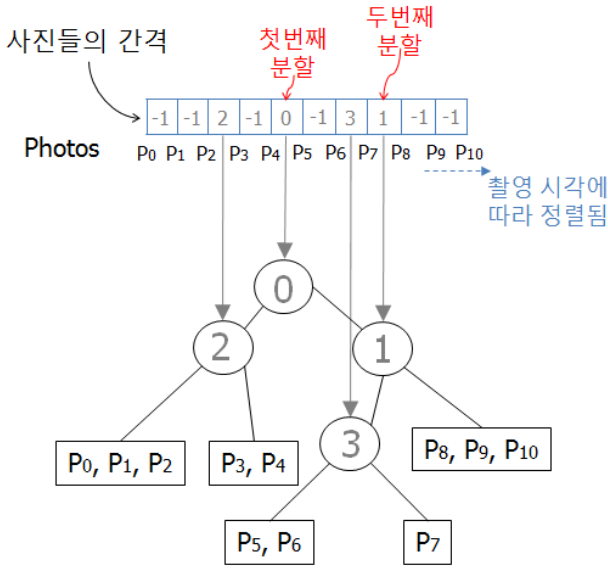 사진들의 간격
첫번째
분할
두번째
분할
-1 -1 2 -1 0 -1 3 1 -1 -1
Photos P0 P1 P2 P3 P4 P5 P6 P7 P8 P9 P10
촬영 시각에
따라 정렬됨
0
2
1
3
P0, P1, P2
P3, P4
P8, P9, P10
P5, P6
P7